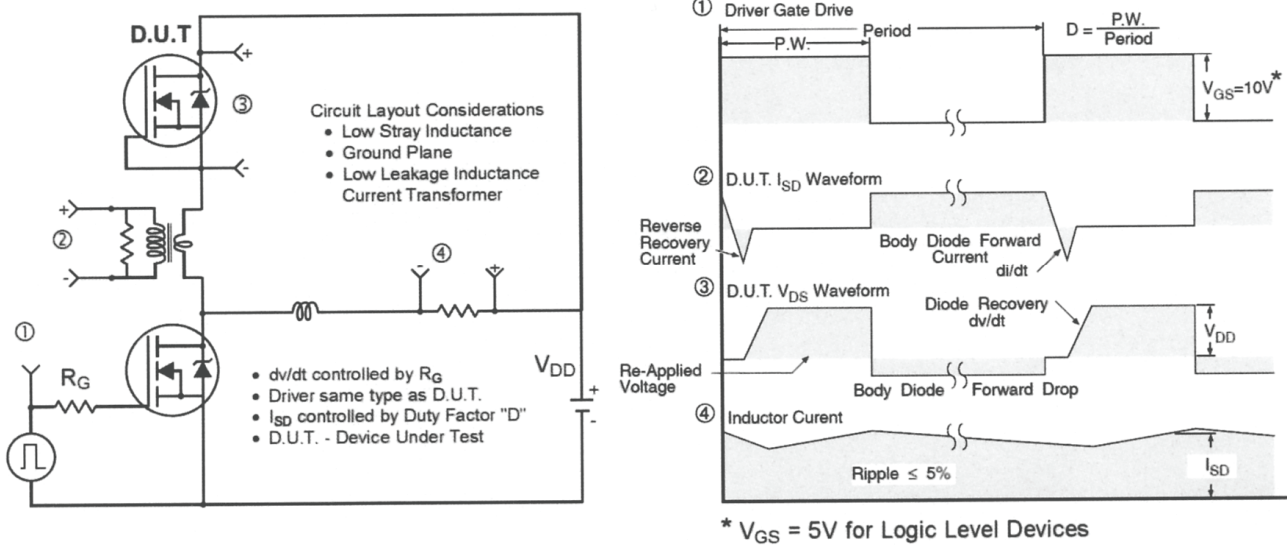 D.U.T
+
③
-
Circuit Layout Considerations
• Low Stray Inductance
• Ground Plane
• Low Leakage Inductance
Current Transformer
+
②
-
④
- +
①
R_G
V_DD
+
-
• dv/dt controlled by R_G
• Driver same type as D.U.T.
• I_SD controlled by Duty Factor "D"
• D.U.T. - Device Under Test
① Driver Gate Drive
P.W.
Period
D = P.W. / Period
V_GS=10V*
② D.U.T. I_SD Waveform
Reverse
Recovery
Current
Body Diode Forward
Current
di/dt
③ D.U.T. V_DS Waveform
Diode Recovery
dv/dt
V_DD
Re-Applied
Voltage
Body Diode Forward Drop
④ Inductor Curent
Ripple ≤ 5%
I_SD
* V_GS = 5V for Logic Level Devices